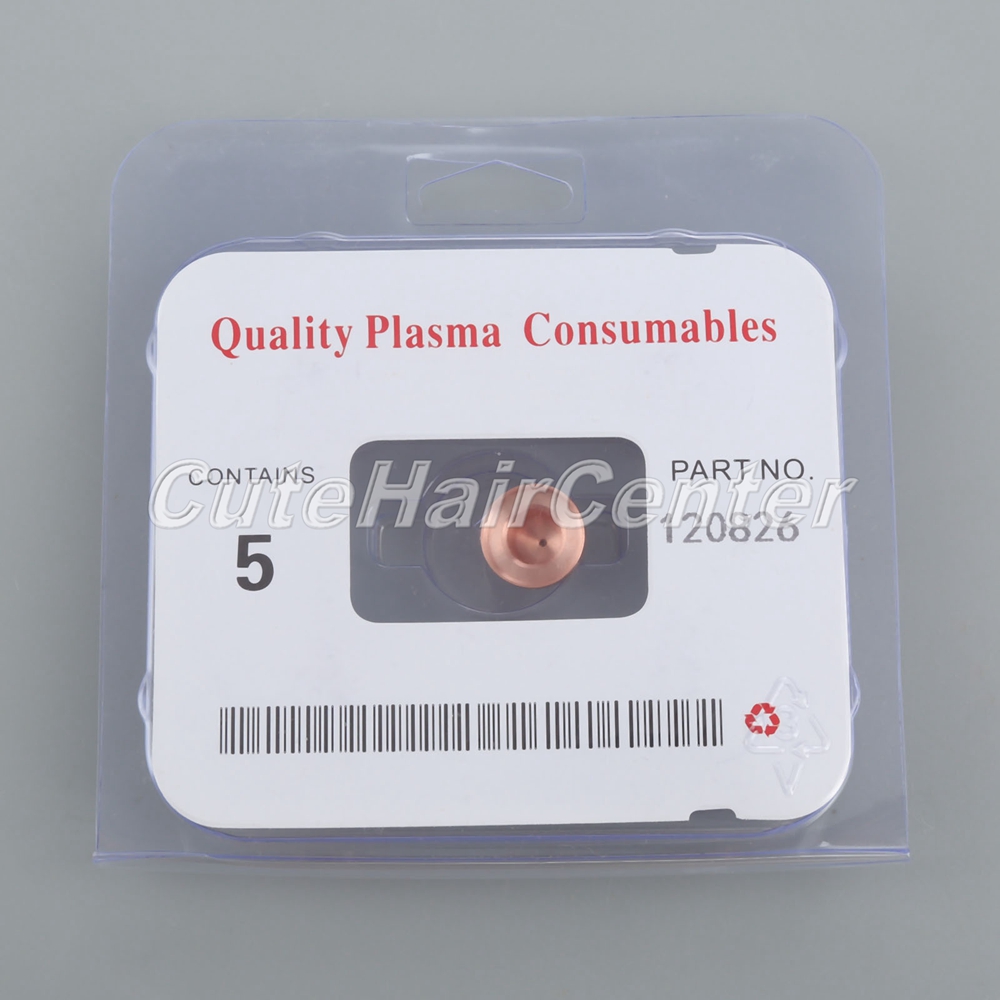 Quality Plasma Consumables
CONTAINS
5
PART NO.
120826
CuteHairCenter